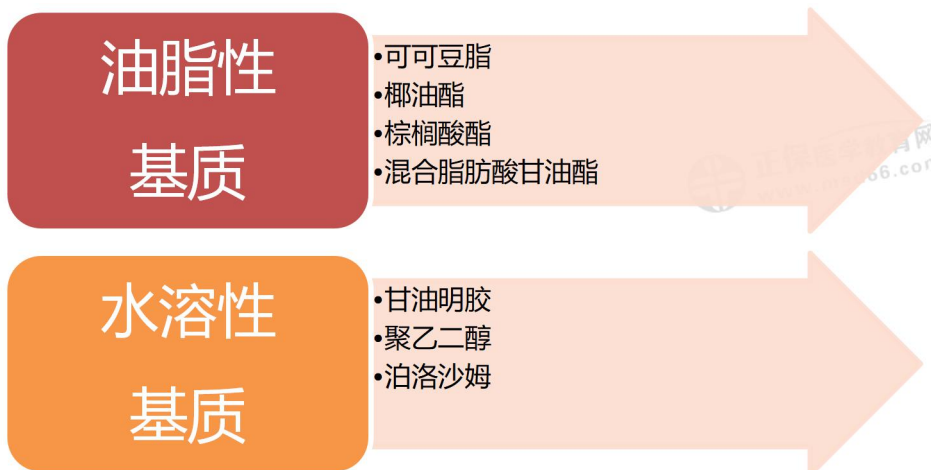 油脂性
基质
•可可豆脂
•椰油酯
•棕榈酸酯
•混合脂肪酸甘油酯
水溶性
基质
•甘油明胶
•聚乙二醇
•泊洛沙姆